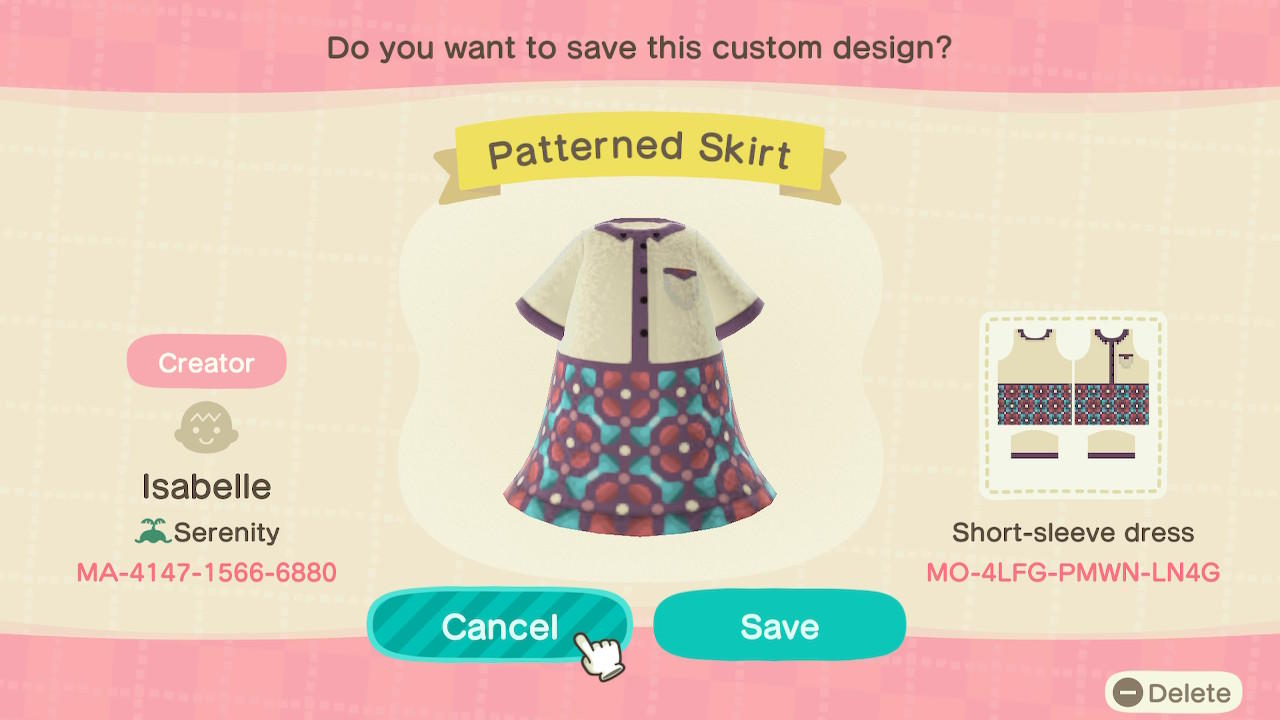 Do you want to save this custom design?
Patterned Skirt
Creator
Isabelle
Serenity
MA-4147-1566-6880
Short-sleeve dress
MO-4LFG-PMWN-LN4G
Cancel
Save
Delete